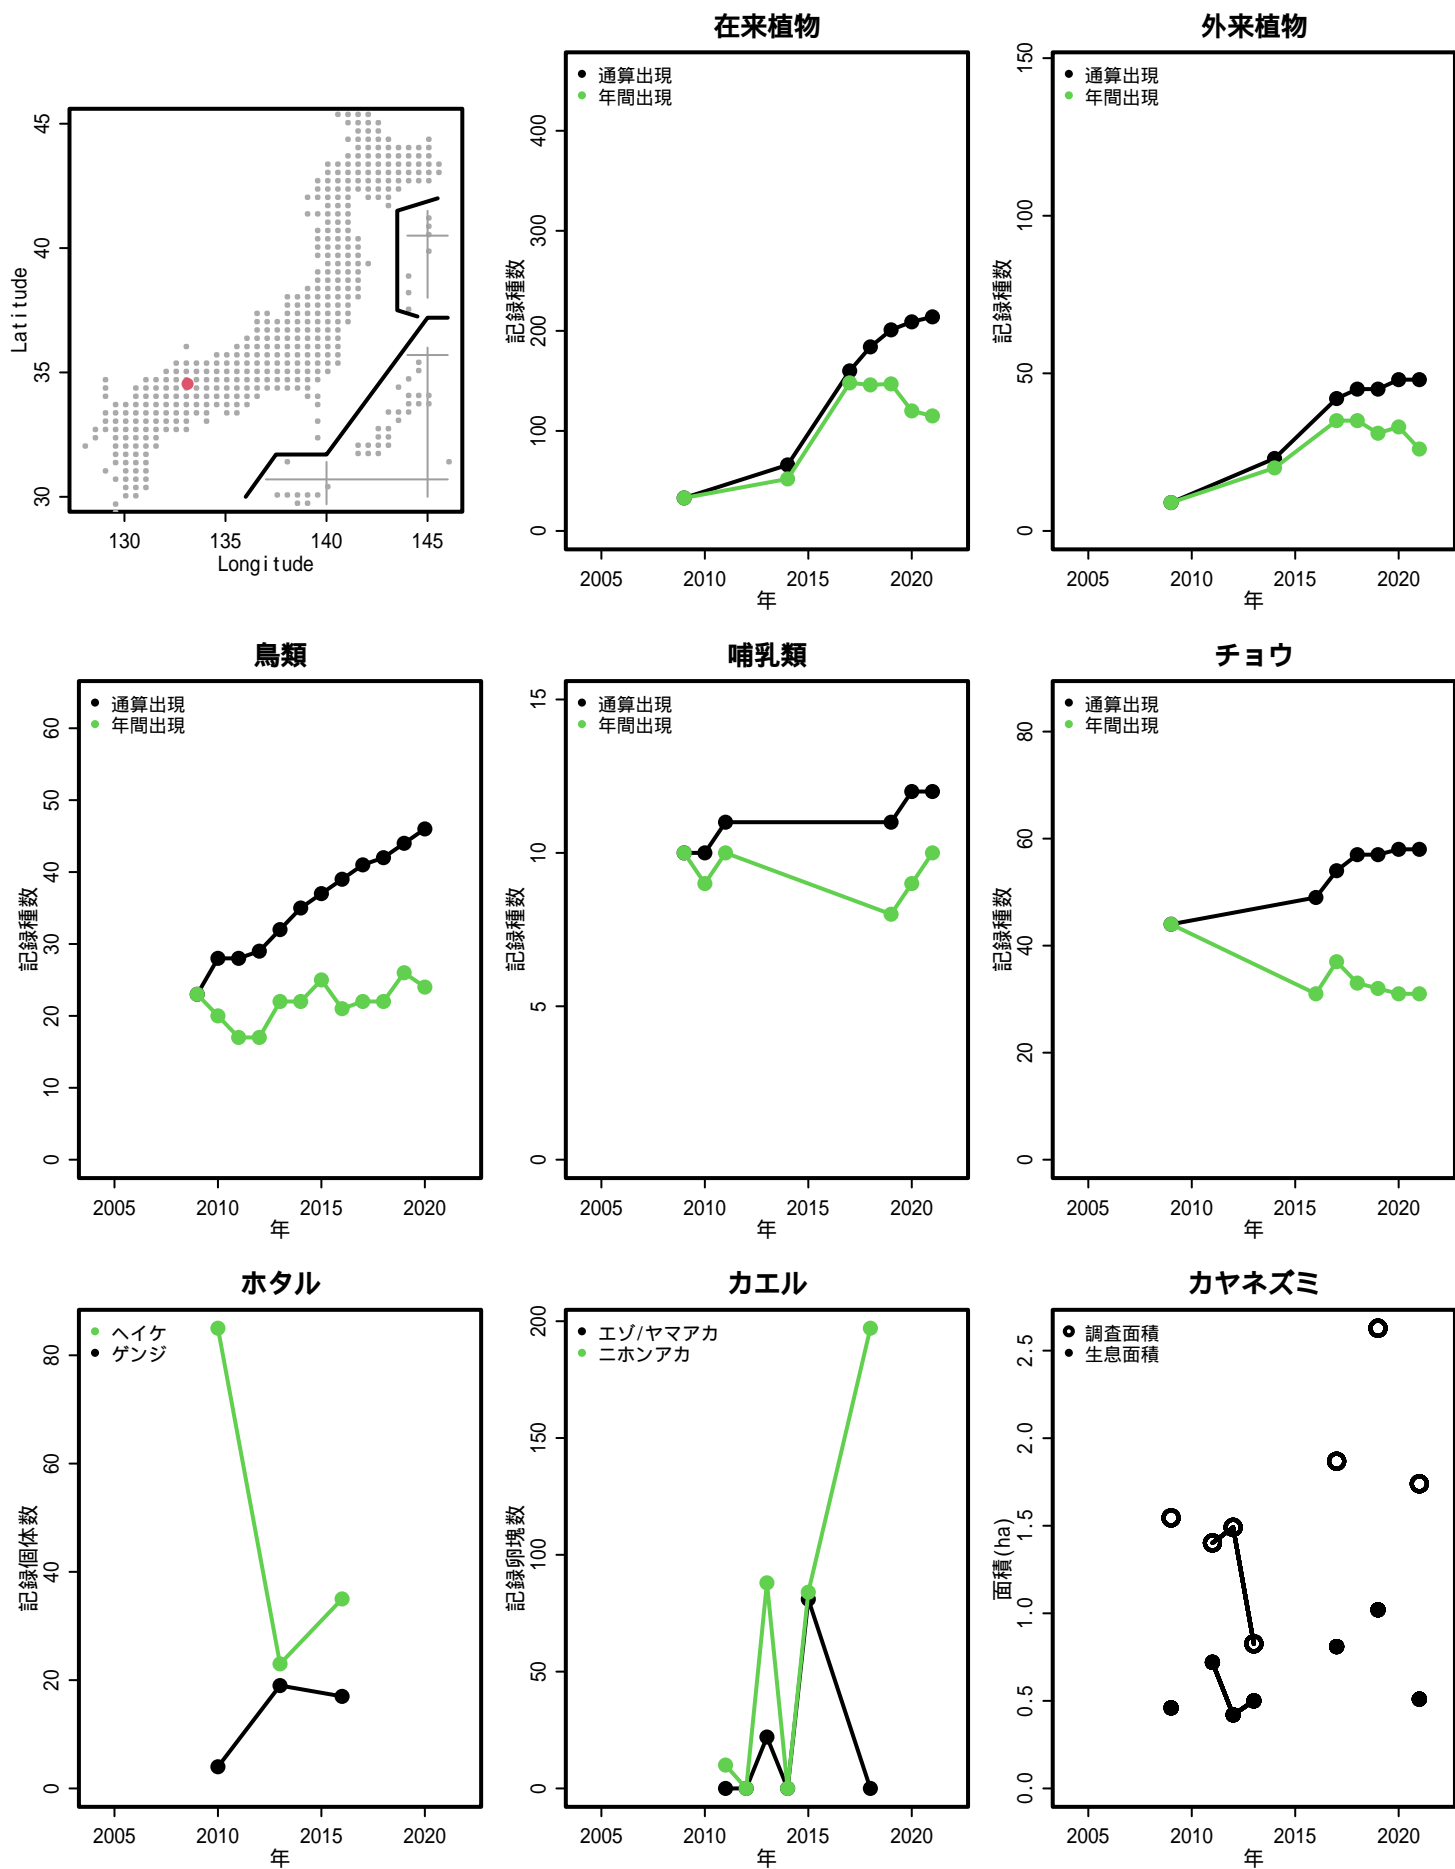 45
40
35
30
Latitude
130 135 140 145
Longitude
在来植物
通算出現
年間出現
400
300
200
100
0
記録種数
2005 2010 2015 2020
年
外来植物
通算出現
年間出現
150
100
50
0
記録種数
2005 2010 2015 2020
年
鳥類
通算出現
年間出現
60
50
40
30
20
10
0
記録種数
2005 2010 2015 2020
年
哺乳類
通算出現
年間出現
15
10
5
0
記録種数
2005 2010 2015 2020
年
チョウ
通算出現
年間出現
80
60
40
20
0
記録種数
2005 2010 2015 2020
年
ホタル
ヘイケ
ゲンジ
80
60
40
20
0
記録個体数
2005 2010 2015 2020
年
カエル
エゾ/ヤマアカ
ニホンアカ
200
150
100
50
0
記録卵塊数
2005 2010 2015 2020
年
カヤネズミ
調査面積
生息面積
2.5
2.0
1.5
1.0
0.5
0.0
面積(ha)
2005 2010 2015 2020
年